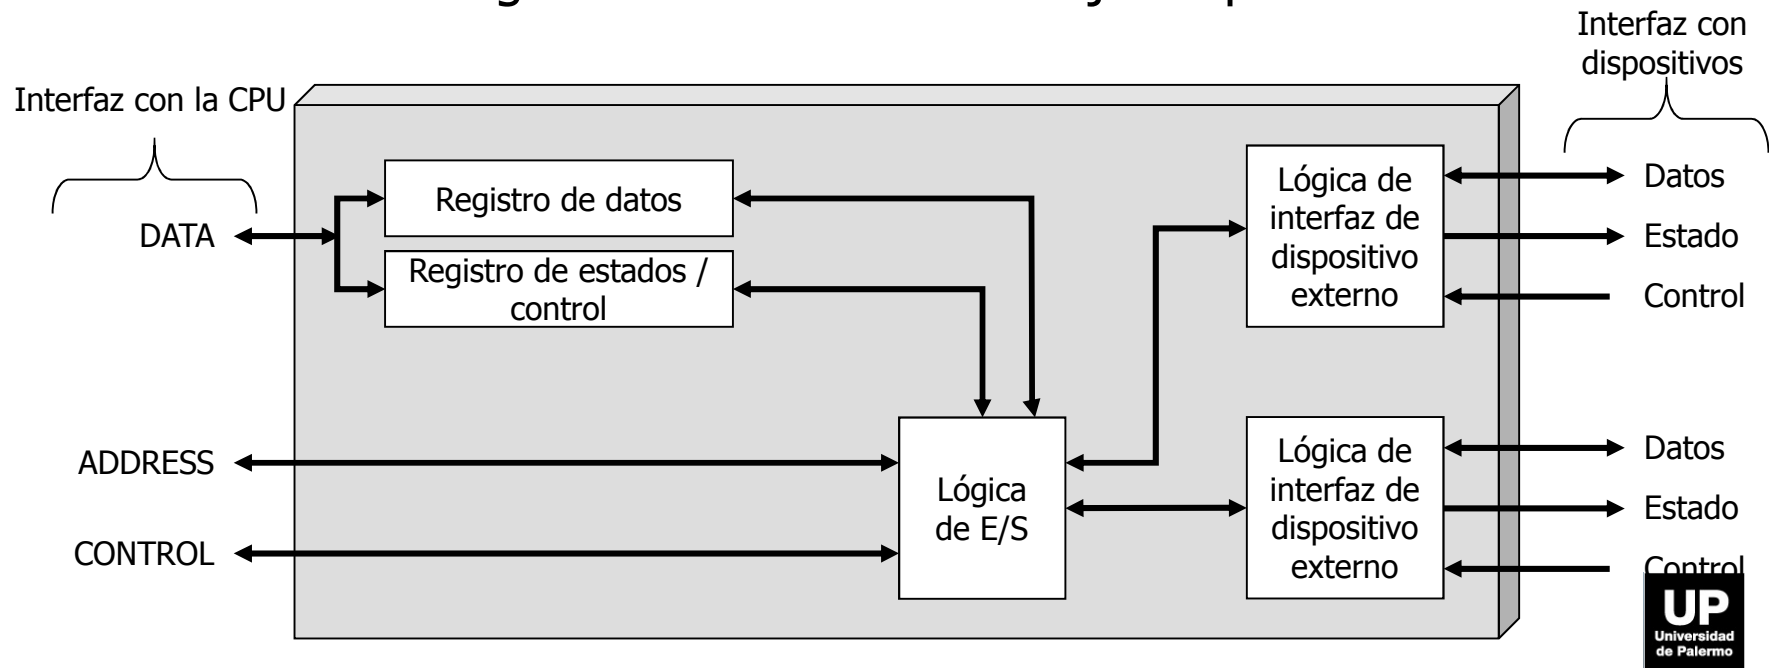 Interfaz con
dispositivos
Interfaz con la CPU
DATA
ADDRESS
CONTROL
Registro de datos
Registro de estados /
control
Lógica
de E/S
Lógica de
interfaz de
dispositivo
externo
Datos
Estado
Control
Lógica de
interfaz de
dispositivo
externo
Datos
Estado
Control
UP
Universidad
de Palermo